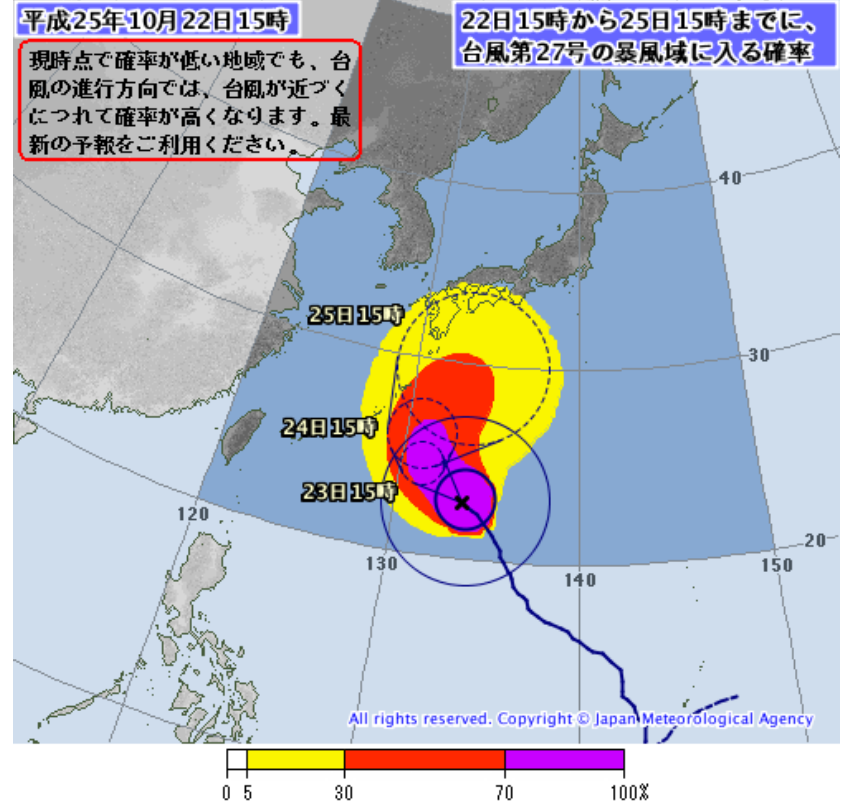 平成25年10月22日15時
22日15時から25日15時までに、
台風第27号の暴風域に入る確率
現時点で確率が低い地域でも、台
風の進行方向では、台風が近づく
につれて確率が高くなります。最
新の予報をご利用ください。
40
25日15時
30
24日15時
23日15時
120
20
130
140
150
All rights reserved. Copyright © Japan Meteorological Agency
0 5 30 70 100%